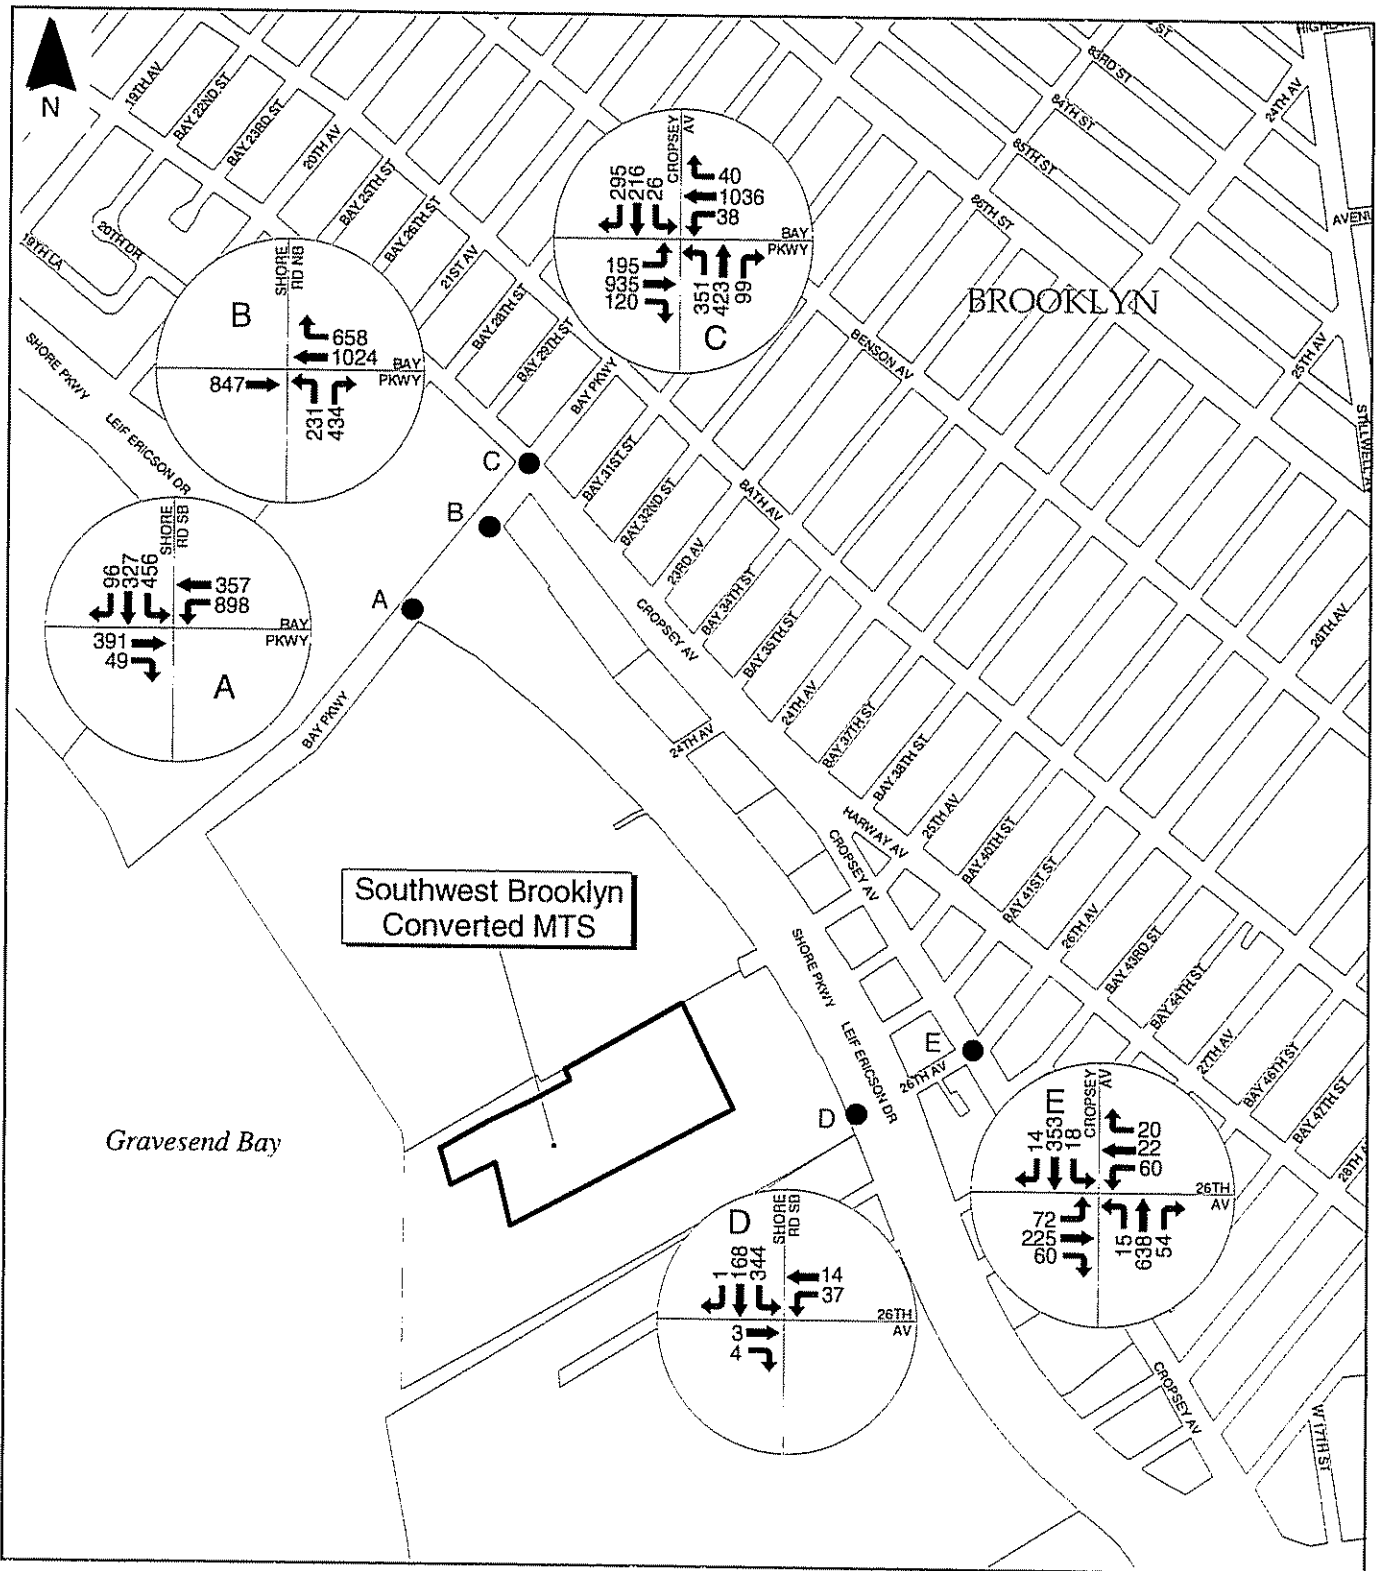 N
19TH AV
BAY 22ND ST
BAY 23RD ST
20TH AV
BAY 25TH ST
BAY 26TH ST
21ST AV
BAY 28TH ST
BAY 29TH ST
BAY PKWY
BAY 31ST ST
BAY 32ND ST
23RD AV
BAY 34TH ST
BAY 35TH ST
24TH AV
BAY 37TH ST
BAY 38TH ST
25TH AV
BAY 40TH ST
BAY 41ST ST
26TH AV
BAY 43RD ST
BAY 44TH ST
27TH AV
BAY 46TH ST
BAY 47TH ST
28TH A
19TH LA
20TH DR
83RD ST
ST
84TH ST
85TH ST
86TH ST
24TH AV
AVENU
STILLWELL A
25TH AV
26TH AV
BROOKLYN
BENSON AV
BATH AV
CROPSEY AV
HARWAY AV
CROPSEY AV
24TH AV
SHORE PKWY
LEIF ERICSON DR
BAY PKWY
SHORE PKWY
LEIF ERICSON DR
26TH AV
CROPSEY AV
W 17TH ST
A
B
C
D
E
C
CROPSEY
AV
BAY
PKWY
295
216
26
40
1036
38
195
935
120
351
423
99
B
SHORE
RD NB
BAY
PKWY
658
1024
847
231
434
A
SHORE
RD SB
BAY
PKWY
96
327
456
357
898
391
49
Southwest Brooklyn
Converted MTS
Gravesend Bay
E
CROPSEY
AV
26TH
AV
14
353
18
20
22
60
72
225
60
15
638
54
D
SHORE
RD SB
26TH
AV
1
168
344
14
37
3
4